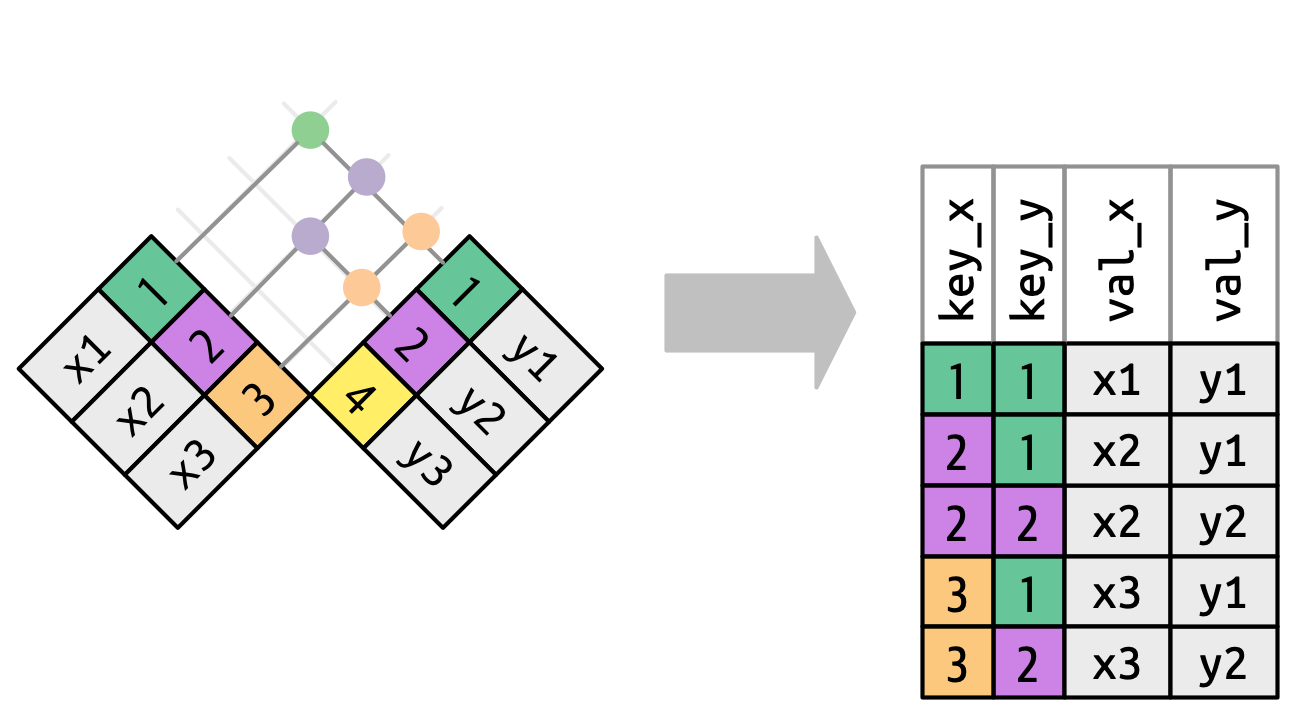 1 2 3
x1 x2 x3
1 2 4
y1 y2 y3
key_x key_y val_x val_y
1 1 x1 y1
2 1 x2 y1
2 2 x2 y2
3 1 x3 y1
3 2 x3 y2